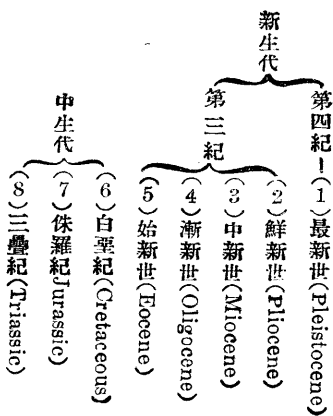 新生代
第四紀—(1)最新世(Pleistocene)
第三紀
(2)鮮新世(Pliocene)
(3)中新世(Miocene)
(4)漸新世(Oligocene)
(5)始新世(Eocene)
中生代
(6)白堊紀(Cretaceous)
(7)侏羅紀Jurassic)
(8)三疊紀(Triassic)